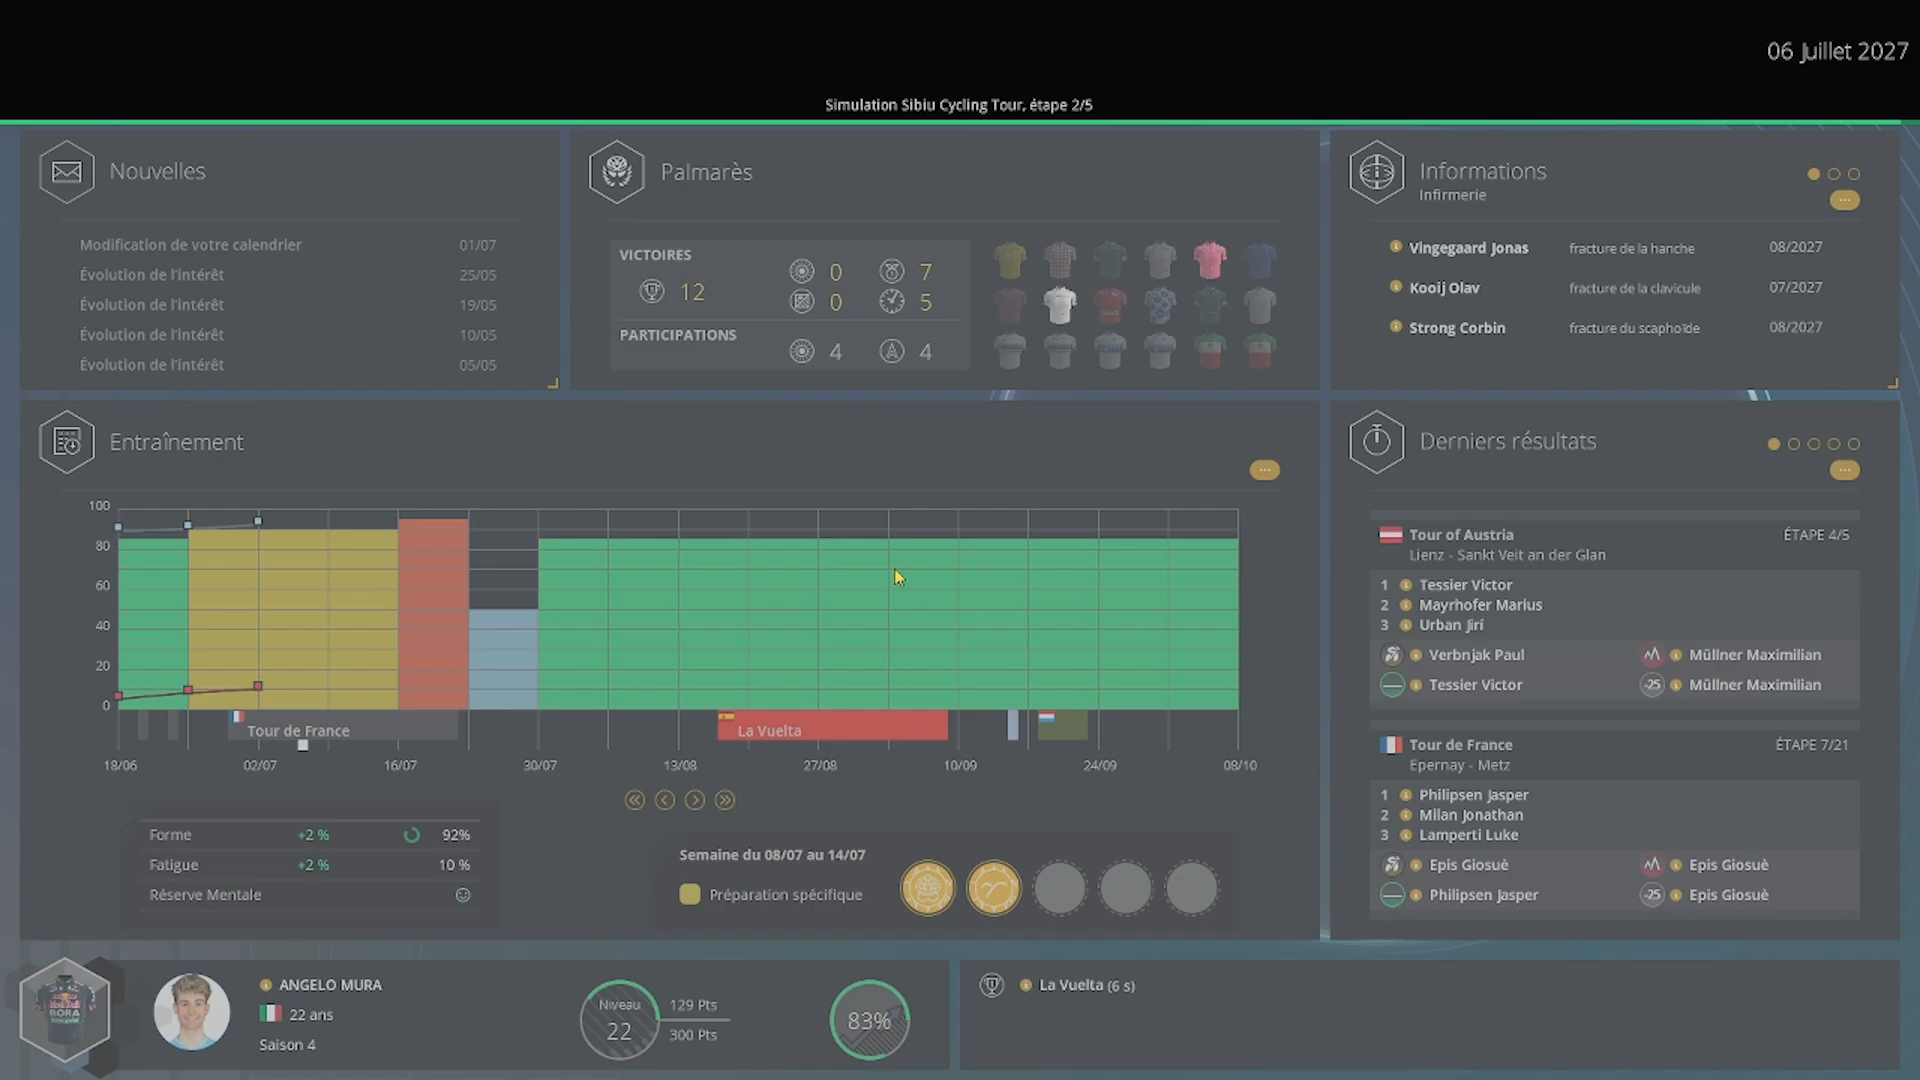 06 Juillet 2027
Simulation Sibiu Cycling Tour, étape 2/5
Nouvelles
Modification de votre calendrier 01/07
Évolution de l'intérêt 25/05
Évolution de l'intérêt 19/05
Évolution de l'intérêt 10/05
Évolution de l'intérêt 05/05
Palmarès
VICTOIRES
12
0 7
0 5
PARTICIPATIONS
4 4
Informations
Infirmerie
Vingegaard Jonas fracture de la hanche 08/2027
Kooij Olav fracture de la clavicule 07/2027
Strong Corbin fracture du scaphoïde 08/2027
Entraînement
100
80
60
40
20
0
Tour de France La Vuelta
18/06 02/07 16/07 30/07 13/08 27/08 10/09 24/09 08/10
Forme +2 % 92%
Fatigue +2 % 10 %
Réserve Mentale
Semaine du 08/07 au 14/07
Préparation spécifique
Derniers résultats
Tour of Austria ÉTAPE 4/5
Lienz - Sankt Veit an der Glan
1 Tessier Victor
2 Mayrhofer Marius
3 Urban Jirí
Verbnjak Paul Müllner Maximilian
Tessier Victor -25 Müllner Maximilian
Tour de France ÉTAPE 7/21
Epernay - Metz
1 Philipsen Jasper
2 Milan Jonathan
3 Lamperti Luke
Epis Giosuè Epis Giosuè
Philipsen Jasper -25 Epis Giosuè
ANGELO MURA
22 ans
Saison 4
Niveau
22
129 Pts
300 Pts
83%
La Vuelta (6 s)